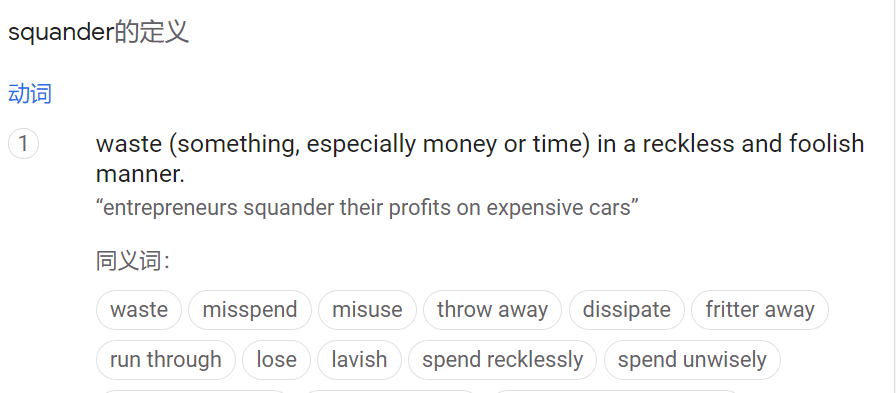 squander的定义
动词
1
waste (something, especially money or time) in a reckless and foolish
manner.
“entrepreneurs squander their profits on expensive cars”
同义词：
waste misspend misuse throw away dissipate fritter away
run through lose lavish spend recklessly spend unwisely